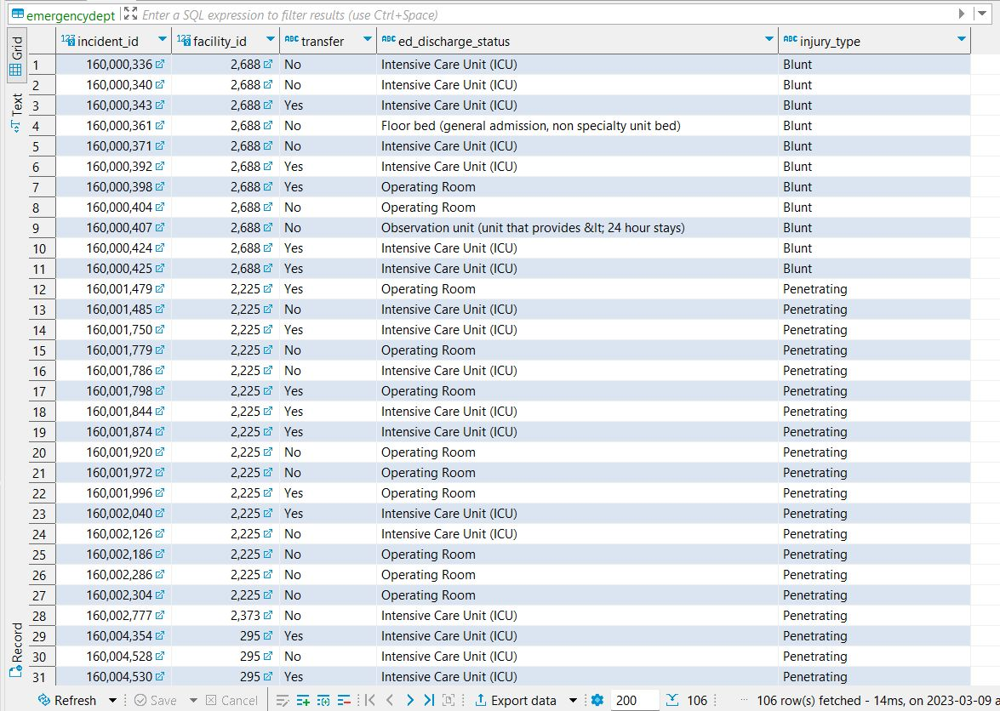 emergencydept Enter a SQL expression to filter results (use Ctrl+Space)
Grid
Text
Record
123 incident_id 123 facility_id ABC transfer ABC ed_discharge_status ABC injury_type
1 160,000,336 2,688 No Intensive Care Unit (ICU) Blunt
2 160,000,340 2,688 No Intensive Care Unit (ICU) Blunt
3 160,000,343 2,688 Yes Intensive Care Unit (ICU) Blunt
4 160,000,361 2,688 No Floor bed (general admission, non specialty unit bed) Blunt
5 160,000,371 2,688 No Intensive Care Unit (ICU) Blunt
6 160,000,392 2,688 Yes Intensive Care Unit (ICU) Blunt
7 160,000,398 2,688 Yes Operating Room Blunt
8 160,000,404 2,688 No Operating Room Blunt
9 160,000,407 2,688 No Observation unit (unit that provides &lt; 24 hour stays) Blunt
10 160,000,424 2,688 Yes Intensive Care Unit (ICU) Blunt
11 160,000,425 2,688 Yes Intensive Care Unit (ICU) Blunt
12 160,001,479 2,225 Yes Operating Room Penetrating
13 160,001,485 2,225 No Intensive Care Unit (ICU) Penetrating
14 160,001,750 2,225 Yes Intensive Care Unit (ICU) Penetrating
15 160,001,779 2,225 No Operating Room Penetrating
16 160,001,786 2,225 No Intensive Care Unit (ICU) Penetrating
17 160,001,798 2,225 Yes Operating Room Penetrating
18 160,001,844 2,225 Yes Intensive Care Unit (ICU) Penetrating
19 160,001,874 2,225 Yes Intensive Care Unit (ICU) Penetrating
20 160,001,920 2,225 No Operating Room Penetrating
21 160,001,972 2,225 No Operating Room Penetrating
22 160,001,996 2,225 Yes Operating Room Penetrating
23 160,002,040 2,225 Yes Intensive Care Unit (ICU) Penetrating
24 160,002,126 2,225 No Intensive Care Unit (ICU) Penetrating
25 160,002,186 2,225 No Operating Room Penetrating
26 160,002,286 2,225 No Operating Room Penetrating
27 160,002,304 2,225 No Operating Room Penetrating
28 160,002,777 2,373 No Intensive Care Unit (ICU) Penetrating
29 160,004,354 295 Yes Intensive Care Unit (ICU) Penetrating
30 160,004,528 295 No Intensive Care Unit (ICU) Penetrating
31 160,004,530 295 Yes Intensive Care Unit (ICU) Penetrating
Refresh Save Cancel Export data 200 106 106 row(s) fetched - 14ms, on 2023-03-09 a